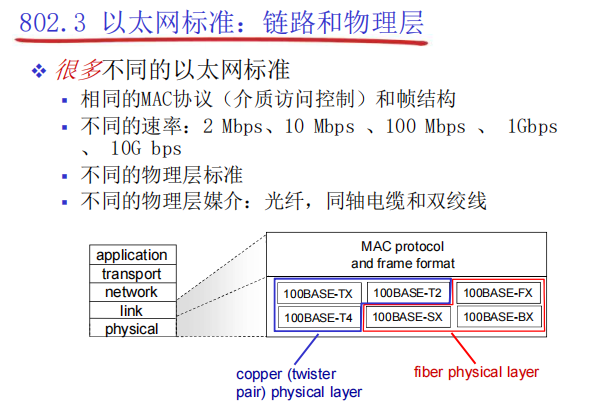 802.3 以太网标准：链路和物理层
❖ 很多不同的以太网标准
▪ 相同的MAC协议（介质访问控制）和帧结构
▪ 不同的速率：2 Mbps、10 Mbps 、100 Mbps 、 1Gbps
、 10G bps
▪ 不同的物理层标准
▪ 不同的物理层媒介：光纤，同轴电缆和双绞线
application
transport
network
link
physical
MAC protocol
and frame format
100BASE-TX 100BASE-T2 100BASE-FX
100BASE-T4 100BASE-SX 100BASE-BX
copper (twister
pair) physical layer
fiber physical layer